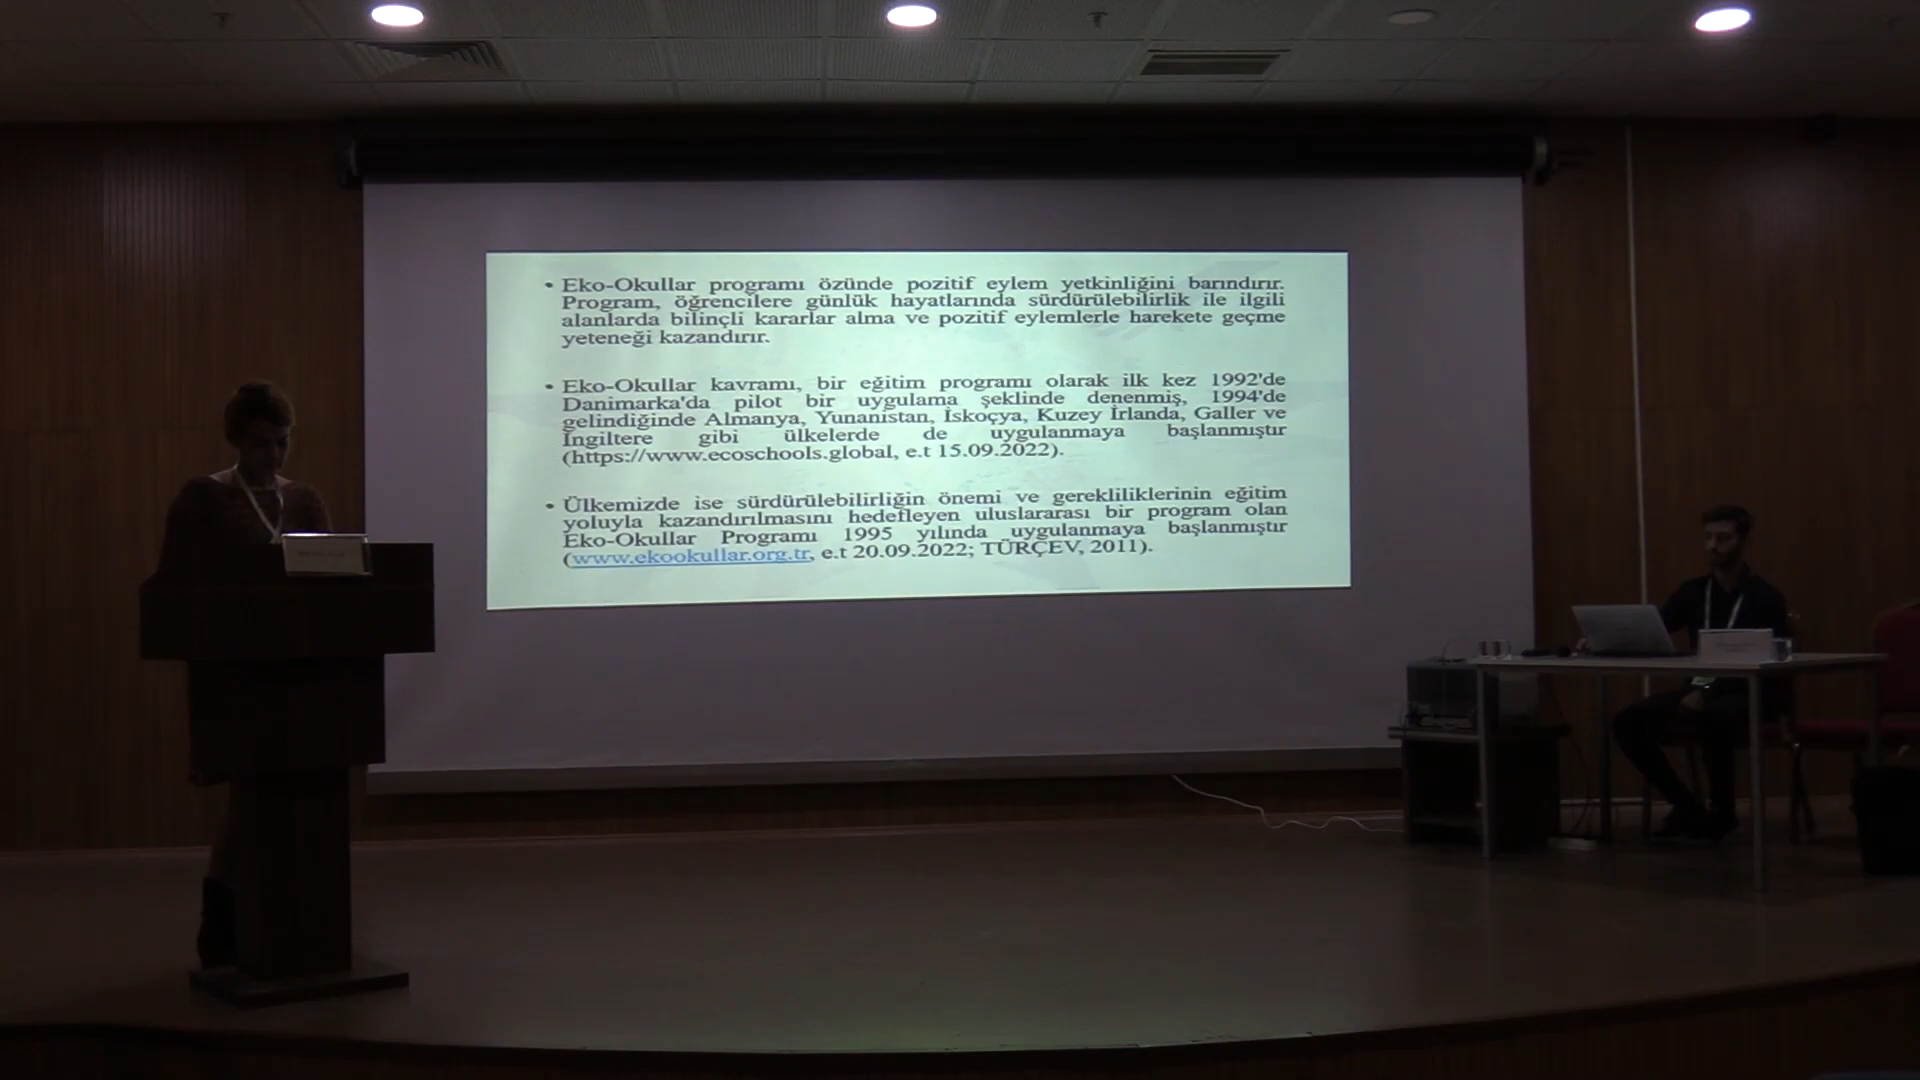 • Eko-Okullar programı özünde pozitif eylem yetkinliğini barındırır.
Program, öğrencilere günlük hayatlarında sürdürülebilirlik ile ilgili
alanlarda bilinçli kararlar alma ve pozitif eylemlerle harekete geçme
yeteneği kazandırır.
• Eko-Okullar kavramı, bir eğitim programı olarak ilk kez 1992'de
Danimarka'da pilot bir uygulama şeklinde denenmiş, 1994'de
gelindiğinde Almanya, Yunanistan, İskoçya, Kuzey İrlanda, Galler ve
İngiltere gibi ülkelerde de uygulanmaya başlanmıştır
(https://www.ecoschools.global, e.t 15.09.2022).
• Ülkemizde ise sürdürülebilirliğin önemi ve gerekliliklerinin eğitim
yoluyla kazandırılmasını hedefleyen uluslararası bir program olan
Eko-Okullar Programı 1995 yılında uygulanmaya başlanmıştır
(www.ekookullar.org.tr, e.t 20.09.2022; TÜRÇEV, 2011).